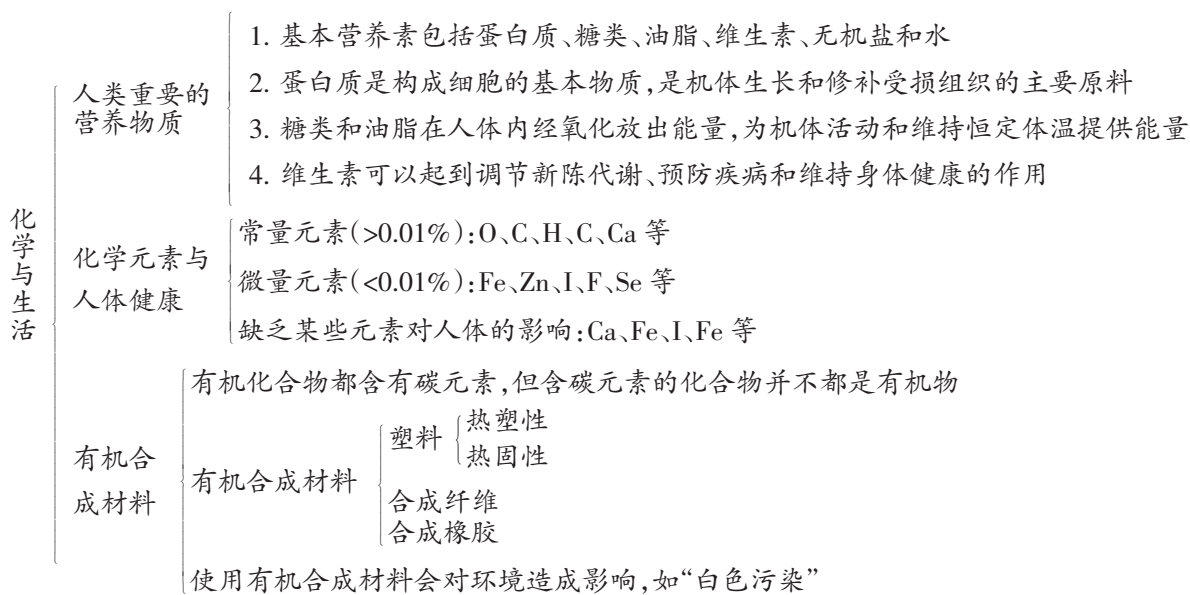 化学与生活
人类重要的
营养物质
1. 基本营养素包括蛋白质、糖类、油脂、维生素、无机盐和水
2. 蛋白质是构成细胞的基本物质,是机体生长和修补受损组织的主要原料
3. 糖类和油脂在人体内经氧化放出能量,为机体活动和维持恒定体温提供能量
4. 维生素可以起到调节新陈代谢、预防疾病和维持身体健康的作用
化学元素与
人体健康
常量元素(>0.01%):O、C、H、C、Ca 等
微量元素(<0.01%):Fe、Zn、I、F、Se 等
缺乏某些元素对人体的影响:Ca、Fe、I、Fe 等
有机合
成材料
有机化合物都含有碳元素,但含碳元素的化合物并不都是有机物
有机合成材料
塑料
热塑性
热固性
合成纤维
合成橡胶
使用有机合成材料会对环境造成影响,如“白色污染”